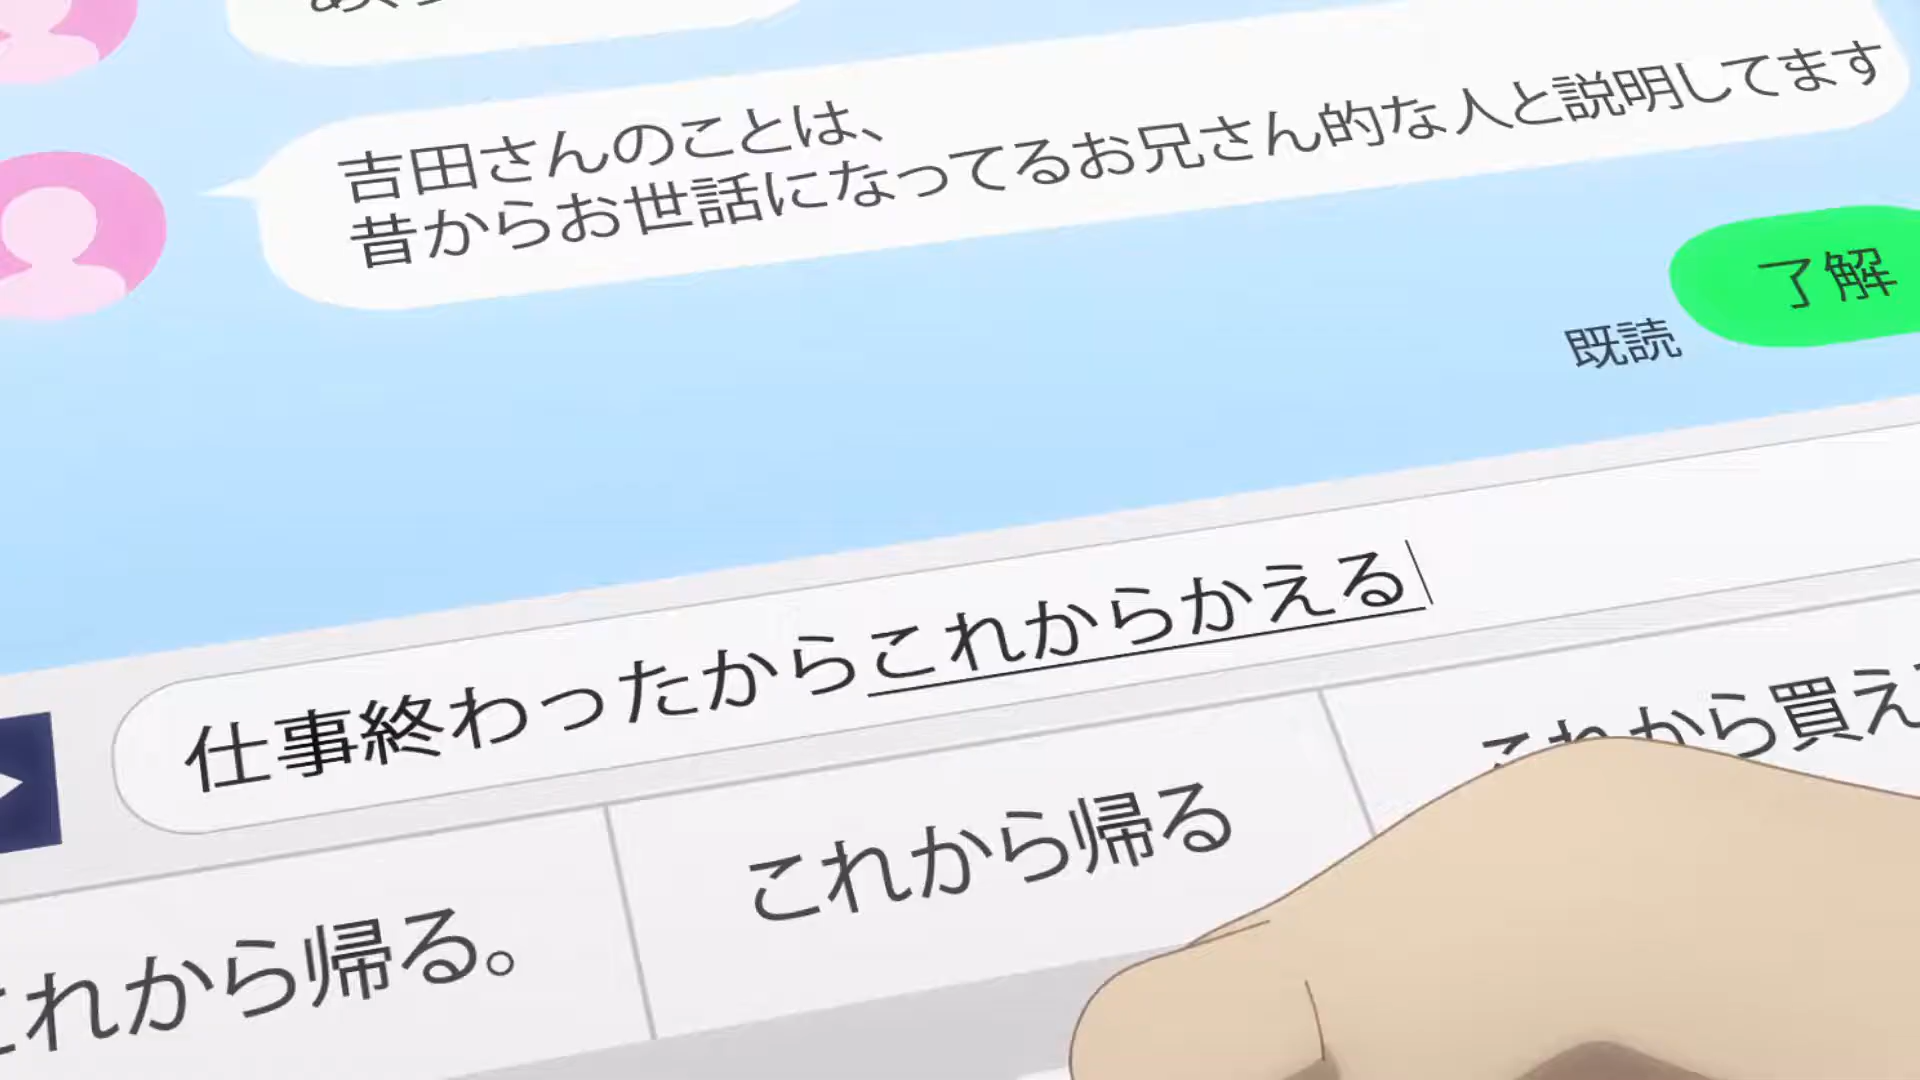 吉田さんのことは、
昔からお世話になってるお兄さん的な人と説明してます
了解
既読
仕事終わったからこれからかえる
これから帰る。
これから帰る
これから買え